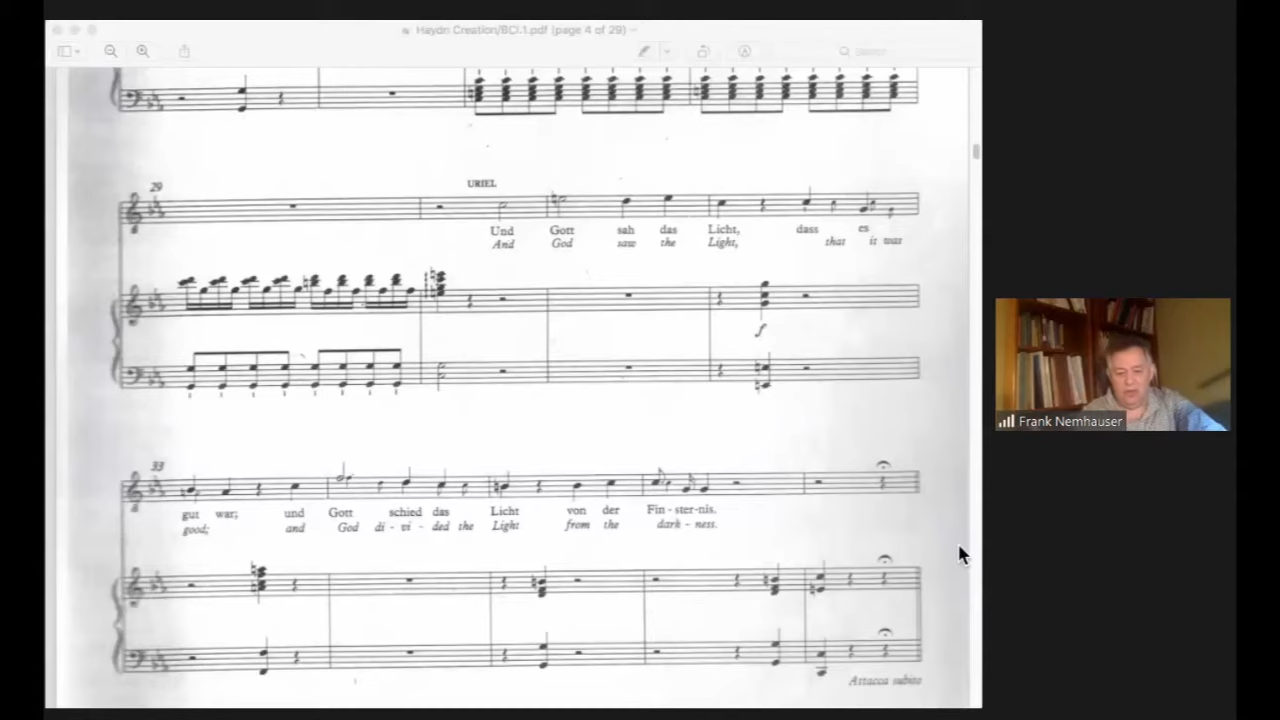 Haydn Creation/BCI.1.pdf (page 4 of 29)
Search
29
URIEL
Und Gott sah das Licht, dass es
And God saw the Light, that it was
f
33
gut war; und Gott schied das Licht von der Fin - ster-nis.
good; and God di - vi - ded the Light from the dark - ness.
Attacca subito
Frank Nemhauser